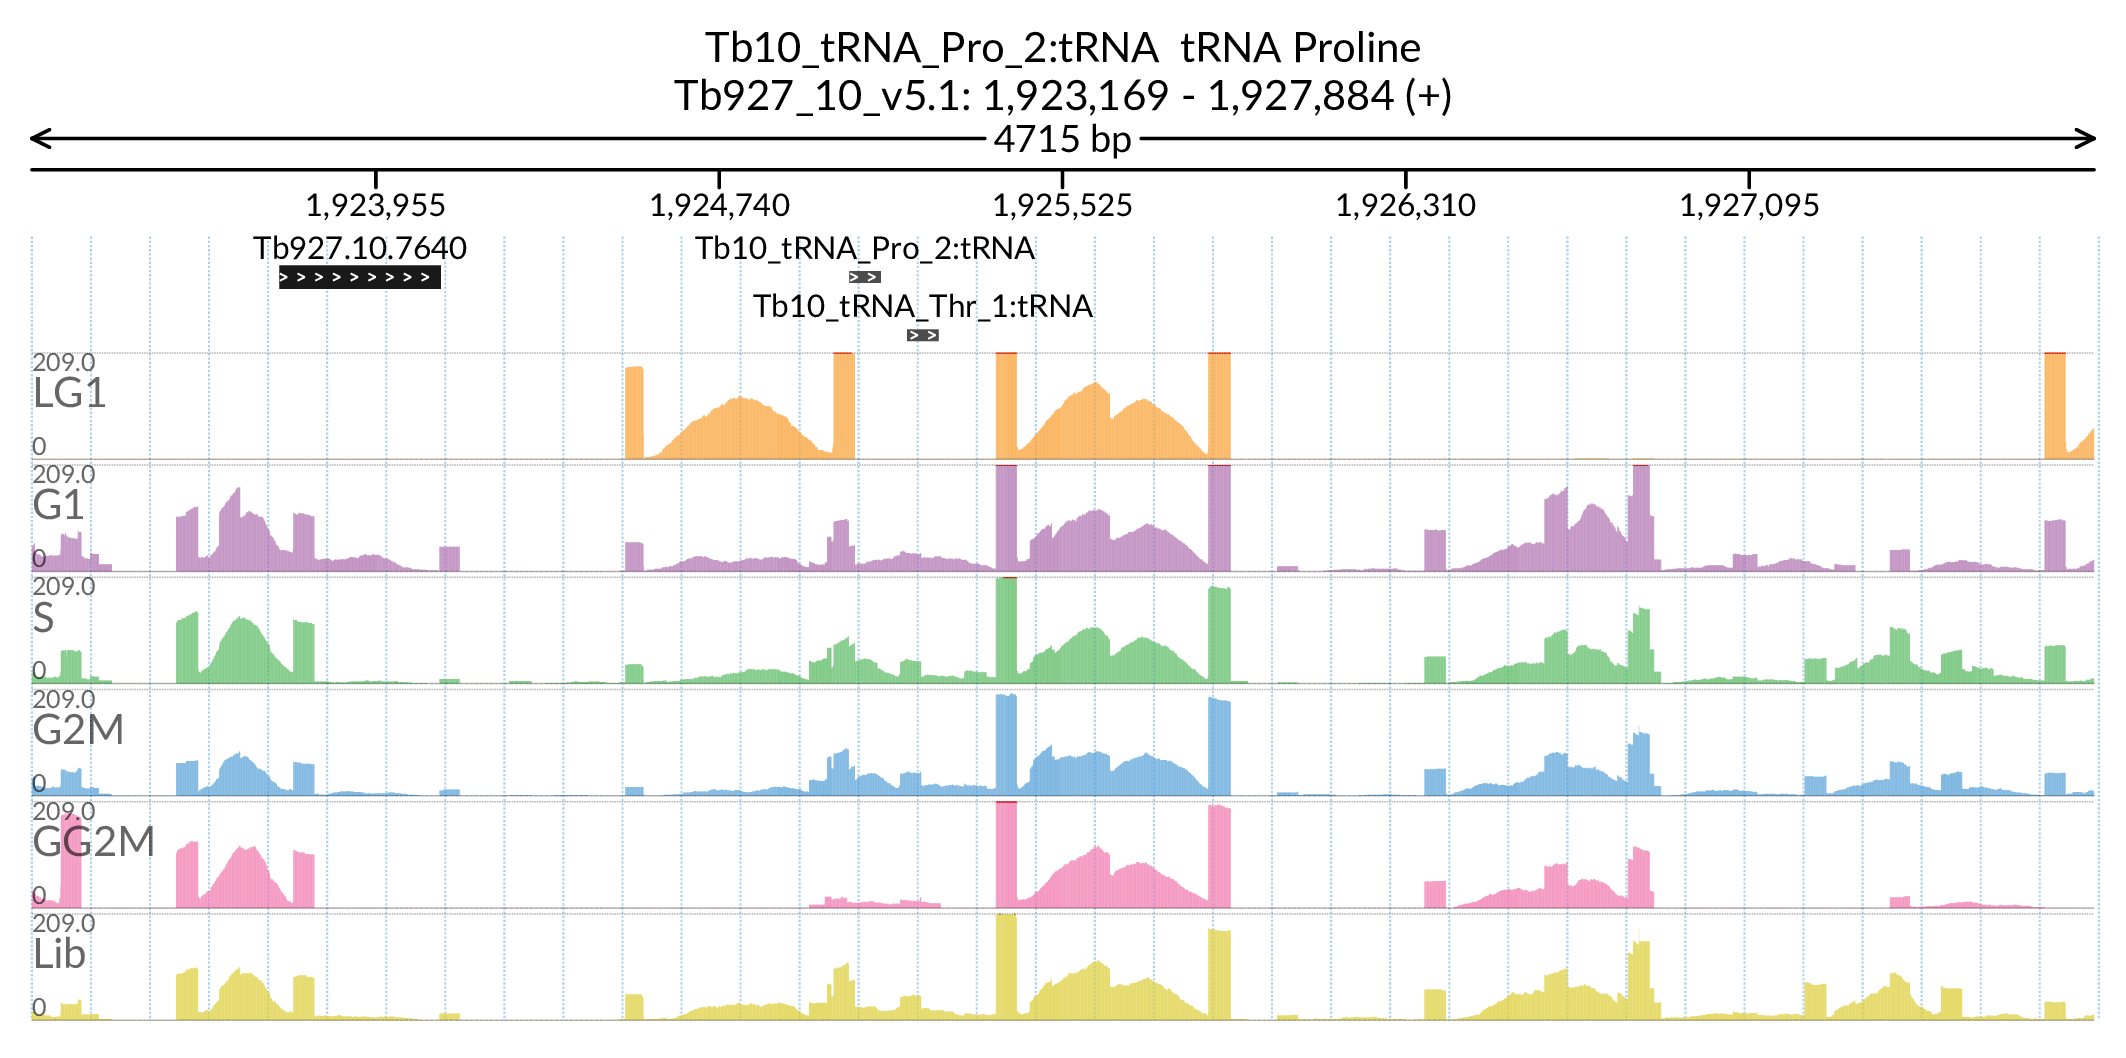 Tb10_tRNA_Pro_2:tRNA  tRNA Proline
Tb927_10_v5.1: 1,923,169 - 1,927,884 (+)
4715 bp
1,923,955 1,924,740 1,925,525 1,926,310 1,927,095
Tb927.10.7640 Tb10_tRNA_Pro_2:tRNA
Tb10_tRNA_Thr_1:tRNA
209.0
LG1
0
209.0
G1
0
209.0
S
0
209.0
G2M
0
209.0
GG2M
0
209.0
Lib
0